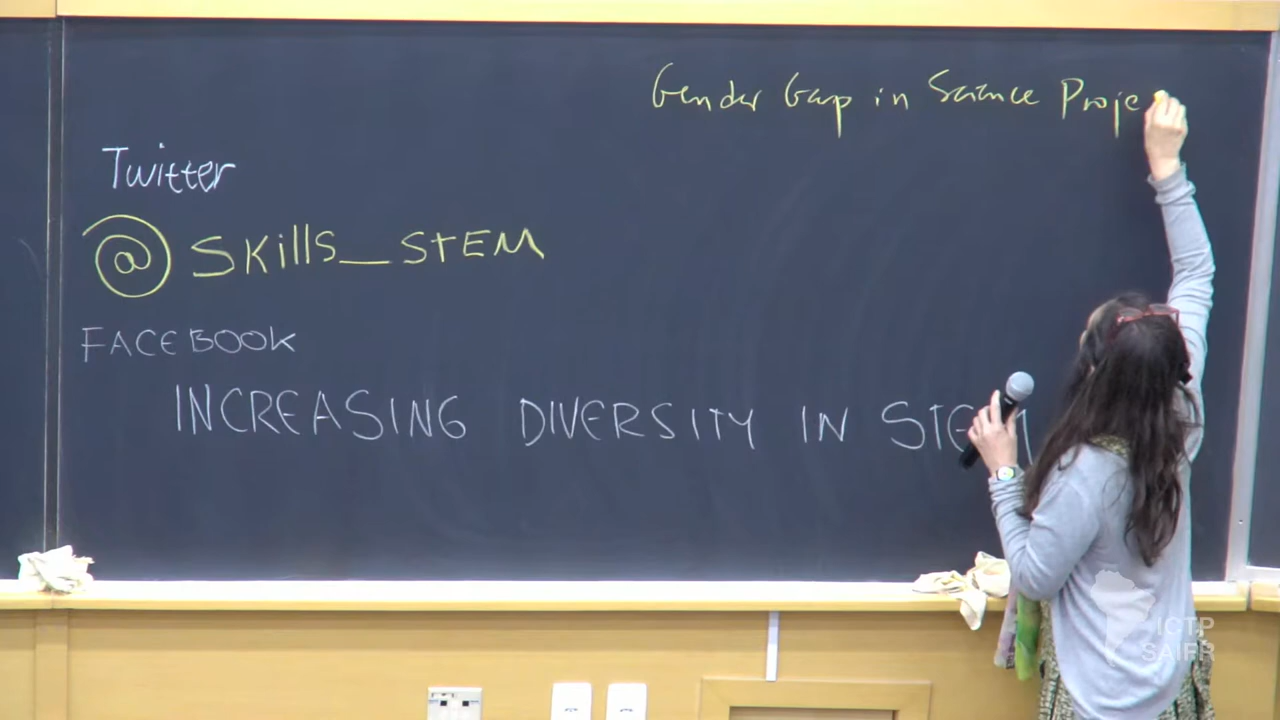 Gender Gap in Science Proje
Twitter
@SKillS_STEM
FACEBOOK
INCREASING DIVERSITY IN STEM
ICTP
SAIFR